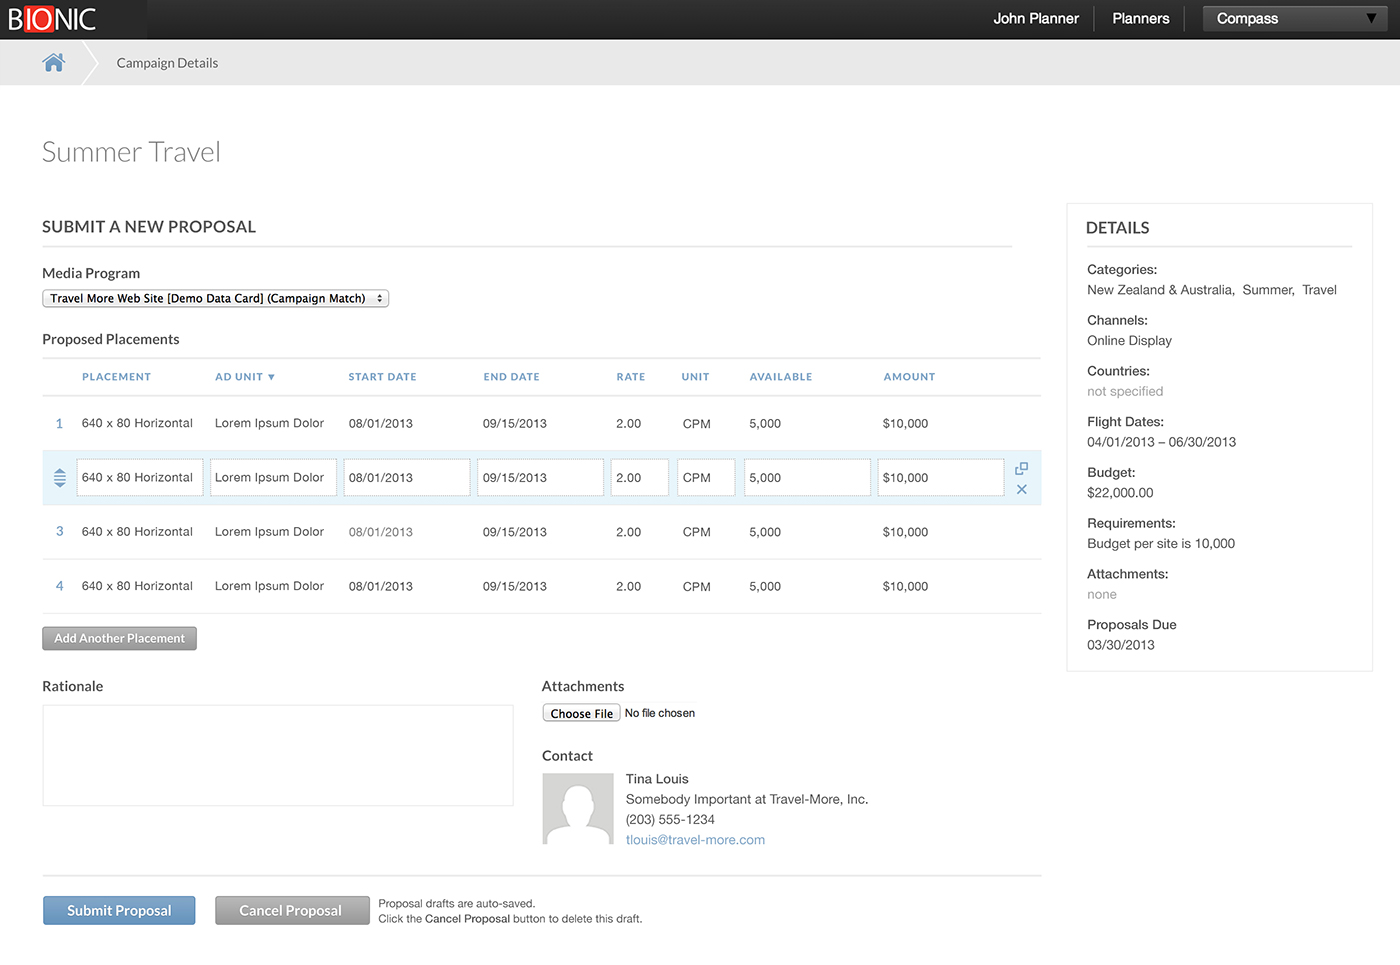 BIONIC
John Planner
Planners
Compass ▼
Campaign Details
Summer Travel
SUBMIT A NEW PROPOSAL
Media Program
Travel More Web Site [Demo Data Card] (Campaign Match)
Proposed Placements
PLACEMENT AD UNIT ▼ START DATE END DATE RATE UNIT AVAILABLE AMOUNT
1 640 x 80 Horizontal Lorem Ipsum Dolor 08/01/2013 09/15/2013 2.00 CPM 5,000 $10,000
640 x 80 Horizontal Lorem Ipsum Dolor 08/01/2013 09/15/2013 2.00 CPM 5,000 $10,000
3 640 x 80 Horizontal Lorem Ipsum Dolor 08/01/2013 09/15/2013 2.00 CPM 5,000 $10,000
4 640 x 80 Horizontal Lorem Ipsum Dolor 08/01/2013 09/15/2013 2.00 CPM 5,000 $10,000
Add Another Placement
Rationale
Attachments
Choose File No file chosen
Contact
Tina Louis
Somebody Important at Travel-More, Inc.
(203) 555-1234
tlouis@travel-more.com
Submit Proposal
Cancel Proposal
Proposal drafts are auto-saved.
Click the Cancel Proposal button to delete this draft.
DETAILS
Categories:
New Zealand & Australia, Summer, Travel
Channels:
Online Display
Countries:
not specified
Flight Dates:
04/01/2013 – 06/30/2013
Budget:
$22,000.00
Requirements:
Budget per site is 10,000
Attachments:
none
Proposals Due
03/30/2013